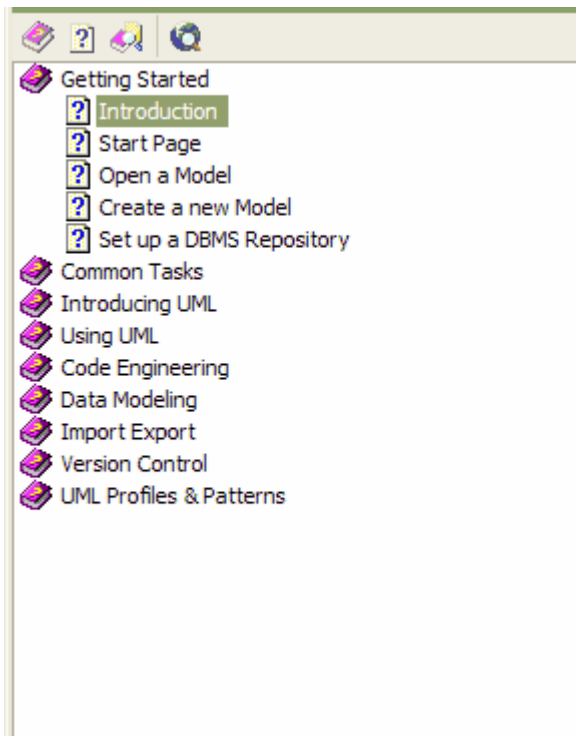 Getting Started
Introduction
Start Page
Open a Model
Create a new Model
Set up a DBMS Repository
Common Tasks
Introducing UML
Using UML
Code Engineering
Data Modeling
Import Export
Version Control
UML Profiles & Patterns